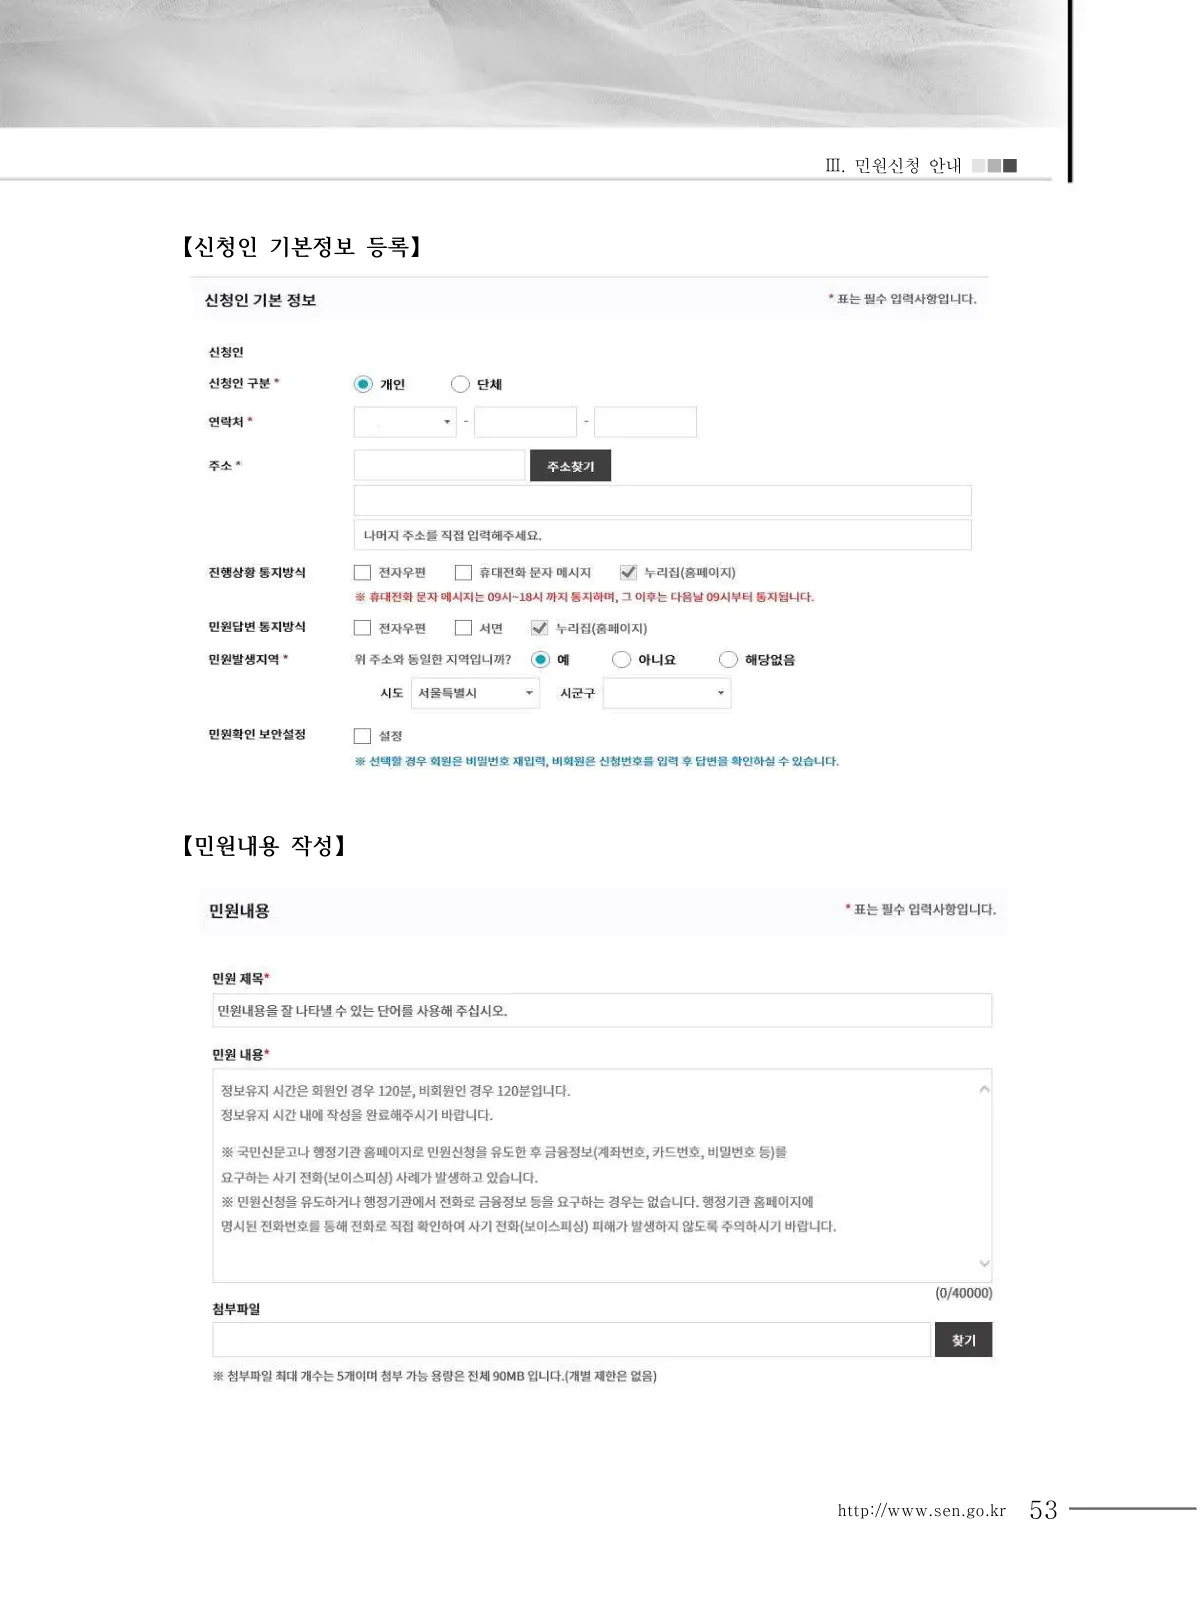 Ⅲ. 민원신청 안내
【신청인 기본정보 등록】
신청인 기본 정보
* 표는 필수 입력사항입니다.
신청인
신청인 구분 * 개인 단체
연락처 * - -
주소 * 주소찾기
나머지 주소를 직접 입력해주세요.
진행상황 통지방식 전자우편 휴대전화 문자 메시지 누리집(홈페이지)
※ 휴대전화 문자 메시지는 09시~18시 까지 통지하며, 그 이후는 다음날 09시부터 통지됩니다.
민원답변 통지방식 전자우편 서면 누리집(홈페이지)
민원발생지역 * 위 주소와 동일한 지역입니까? 예 아니요 해당없음
시도 서울특별시 시군구
민원확인 보안설정 설정
※ 선택할 경우 회원은 비밀번호 재입력, 비회원은 신청번호를 입력 후 답변을 확인하실 수 있습니다.
【민원내용 작성】
민원내용
* 표는 필수 입력사항입니다.
민원 제목*
민원내용을 잘 나타낼 수 있는 단어를 사용해 주십시오.
민원 내용*
정보유지 시간은 회원인 경우 120분, 비회원인 경우 120분입니다.
정보유지 시간 내에 작성을 완료해주시기 바랍니다.
※ 국민신문고나 행정기관 홈페이지로 민원신청을 유도한 후 금융정보(계좌번호, 카드번호, 비밀번호 등)를
요구하는 사기 전화(보이스피싱) 사례가 발생하고 있습니다.
※ 민원신청을 유도하거나 행정기관에서 전화로 금융정보 등을 요구하는 경우는 없습니다. 행정기관 홈페이지에
명시된 전화번호를 통해 전화로 직접 확인하여 사기 전화(보이스피싱) 피해가 발생하지 않도록 주의하시기 바랍니다.
(0/40000)
첨부파일
찾기
※ 첨부파일 최대 개수는 5개이며 첨부 가능 용량은 전체 90MB 입니다.(개별 제한은 없음)
http://www.sen.go.kr 53